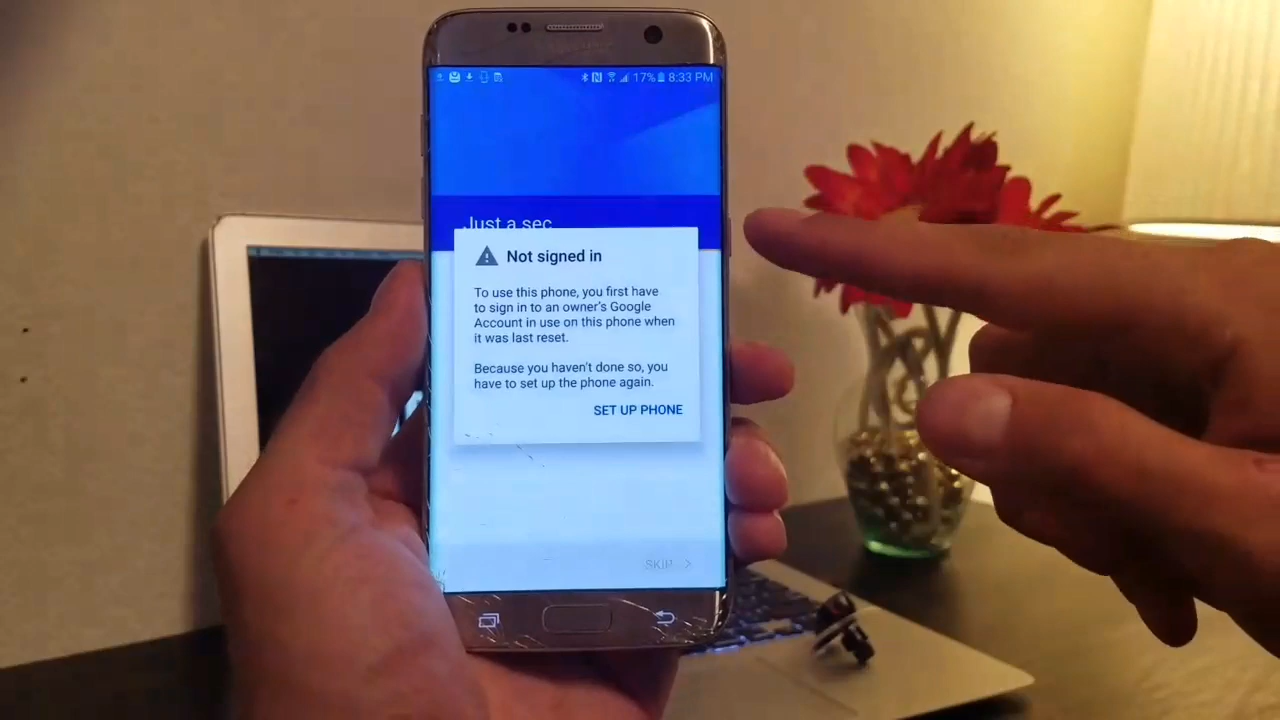 17% 8:33 PM
Just a sec
Not signed in
To use this phone, you first have
to sign in to an owner's Google
Account in use on this phone when
it was last reset.
Because you haven't done so, you
have to set up the phone again.
SET UP PHONE
SKIP